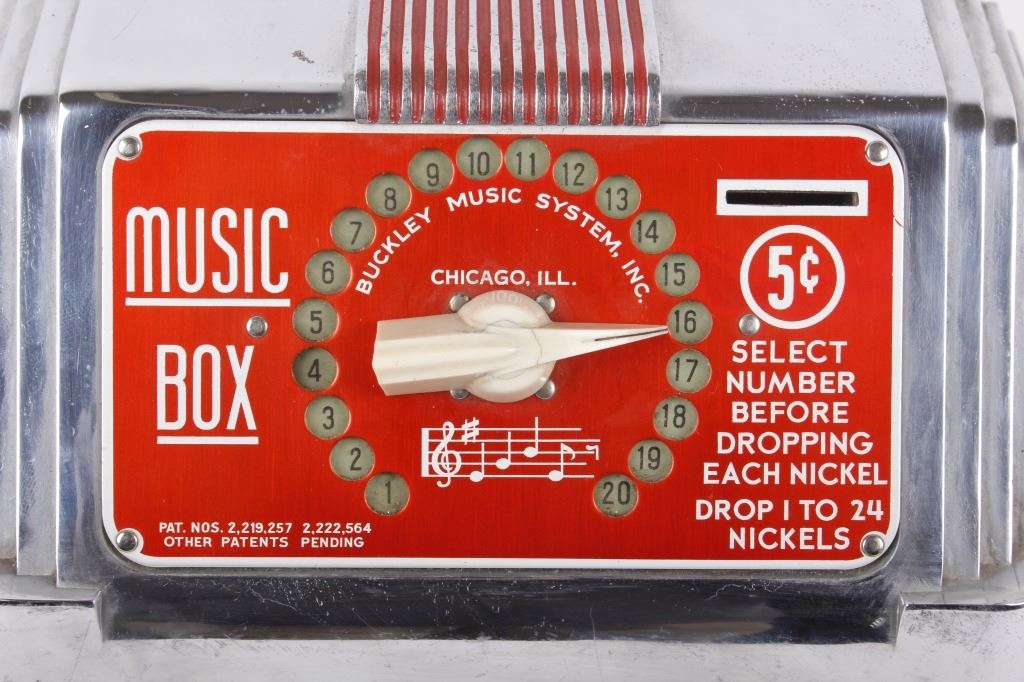 MUSIC
BOX
BUCKLEY MUSIC SYSTEM, INC.
CHICAGO, ILL.
1
2
3
4
5
6
7
8
9
10
11
12
13
14
15
16
17
18
19
20
5¢
SELECT
NUMBER
BEFORE
DROPPING
EACH NICKEL
DROP 1 TO 24
NICKELS
PAT. NOS. 2,219,257 2,222,564
OTHER PATENTS PENDING